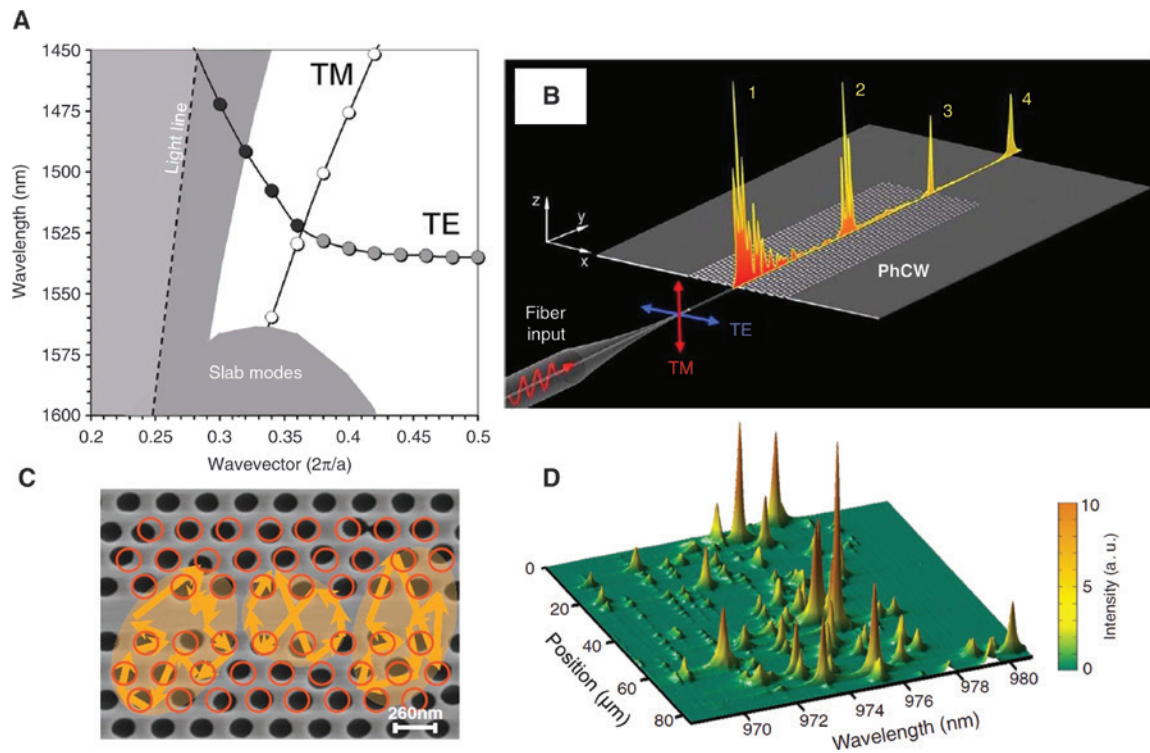 A
1450
1475
1500
1525
1550
1575
1600
Wavelength (nm)
0.2
0.25
0.3
0.35
0.4
0.45
0.5
Wavevector (2π/a)
Light line
TM
TE
Slab modes
B
1
2
3
4
z
y
x
PhCW
Fiber
input
TE
TM
C
260nm
D
0
20
40
60
80
Position (µm)
970
972
974
976
978
980
Wavelength (nm)
10
5
0
Intensity (a. u.)